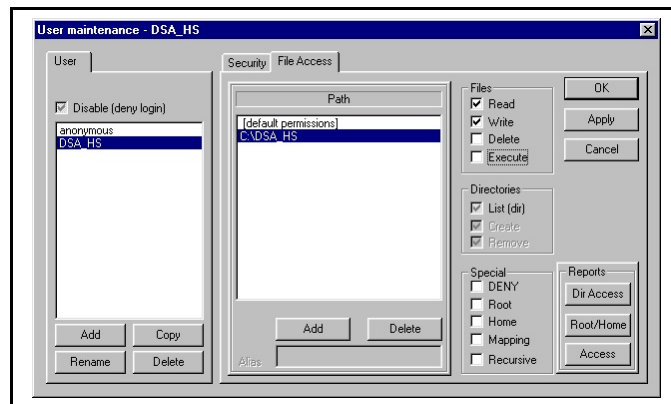 User maintenance - DSA_HS
User
Disable (deny login)
anonymous
DSA_HS
Add
Copy
Rename
Delete
Security
File Access
Path
[default permissions]
C:\DSA_HS
Add
Delete
Alias
Files
Read
Write
Delete
Execute
Directories
List (dir)
Create
Remove
Special
DENY
Root
Home
Mapping
Recursive
OK
Apply
Cancel
Reports
Dir Access
Root/Home
Access